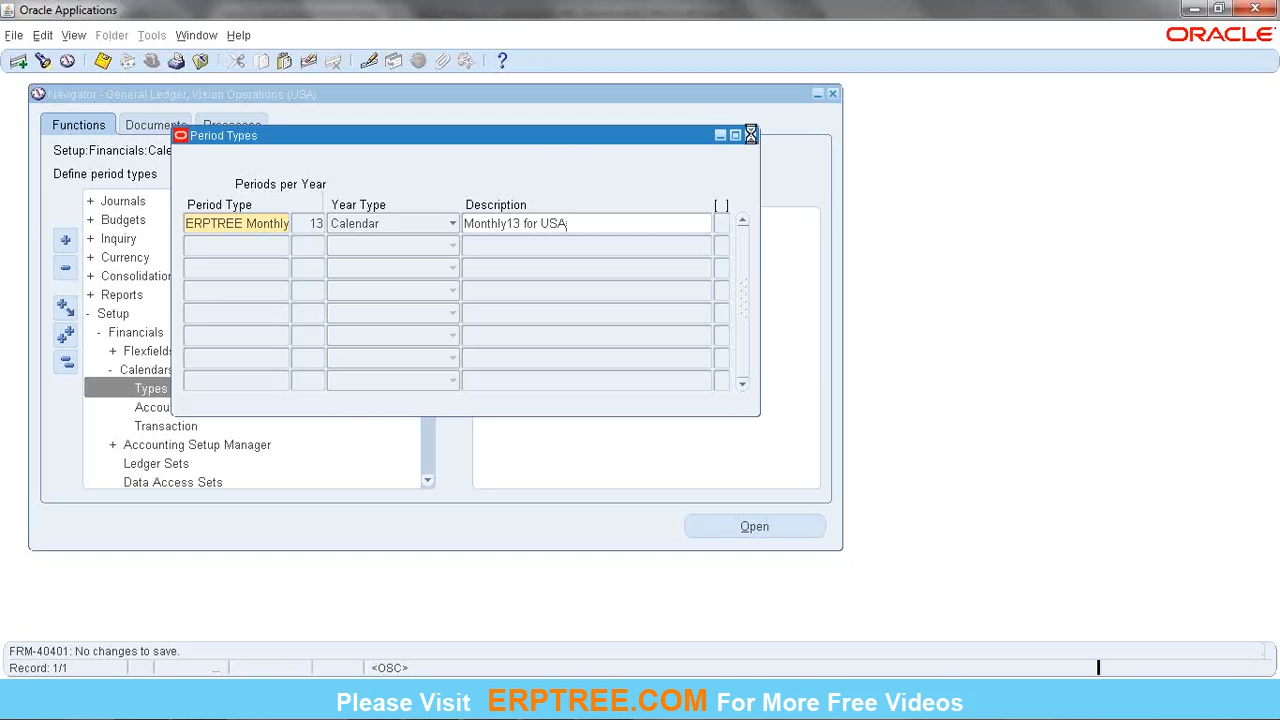 Oracle Applications
File Edit View Folder Tools Window Help
ORACLE
Navigator - General Ledger, Vision Operations (USA)
Functions Documents Processes
Period Types
Setup:Financials:Cale
Define period types
Periods per Year
Period Type Year Type Description [ ]
ERPTREE Monthly 13 Calendar Monthly13 for USA
+ Journals
+ Budgets
+ Inquiry
+ Currency
+ Consolidation
+ Reports
- Setup
- Financials
+ Flexfields
- Calendars
Types
Accou
Transaction
+ Accounting Setup Manager
Ledger Sets
Data Access Sets
Open
FRM-40401: No changes to save.
Record: 1/1 ... <OSC>
Please Visit ERPTREE.COM For More Free Videos